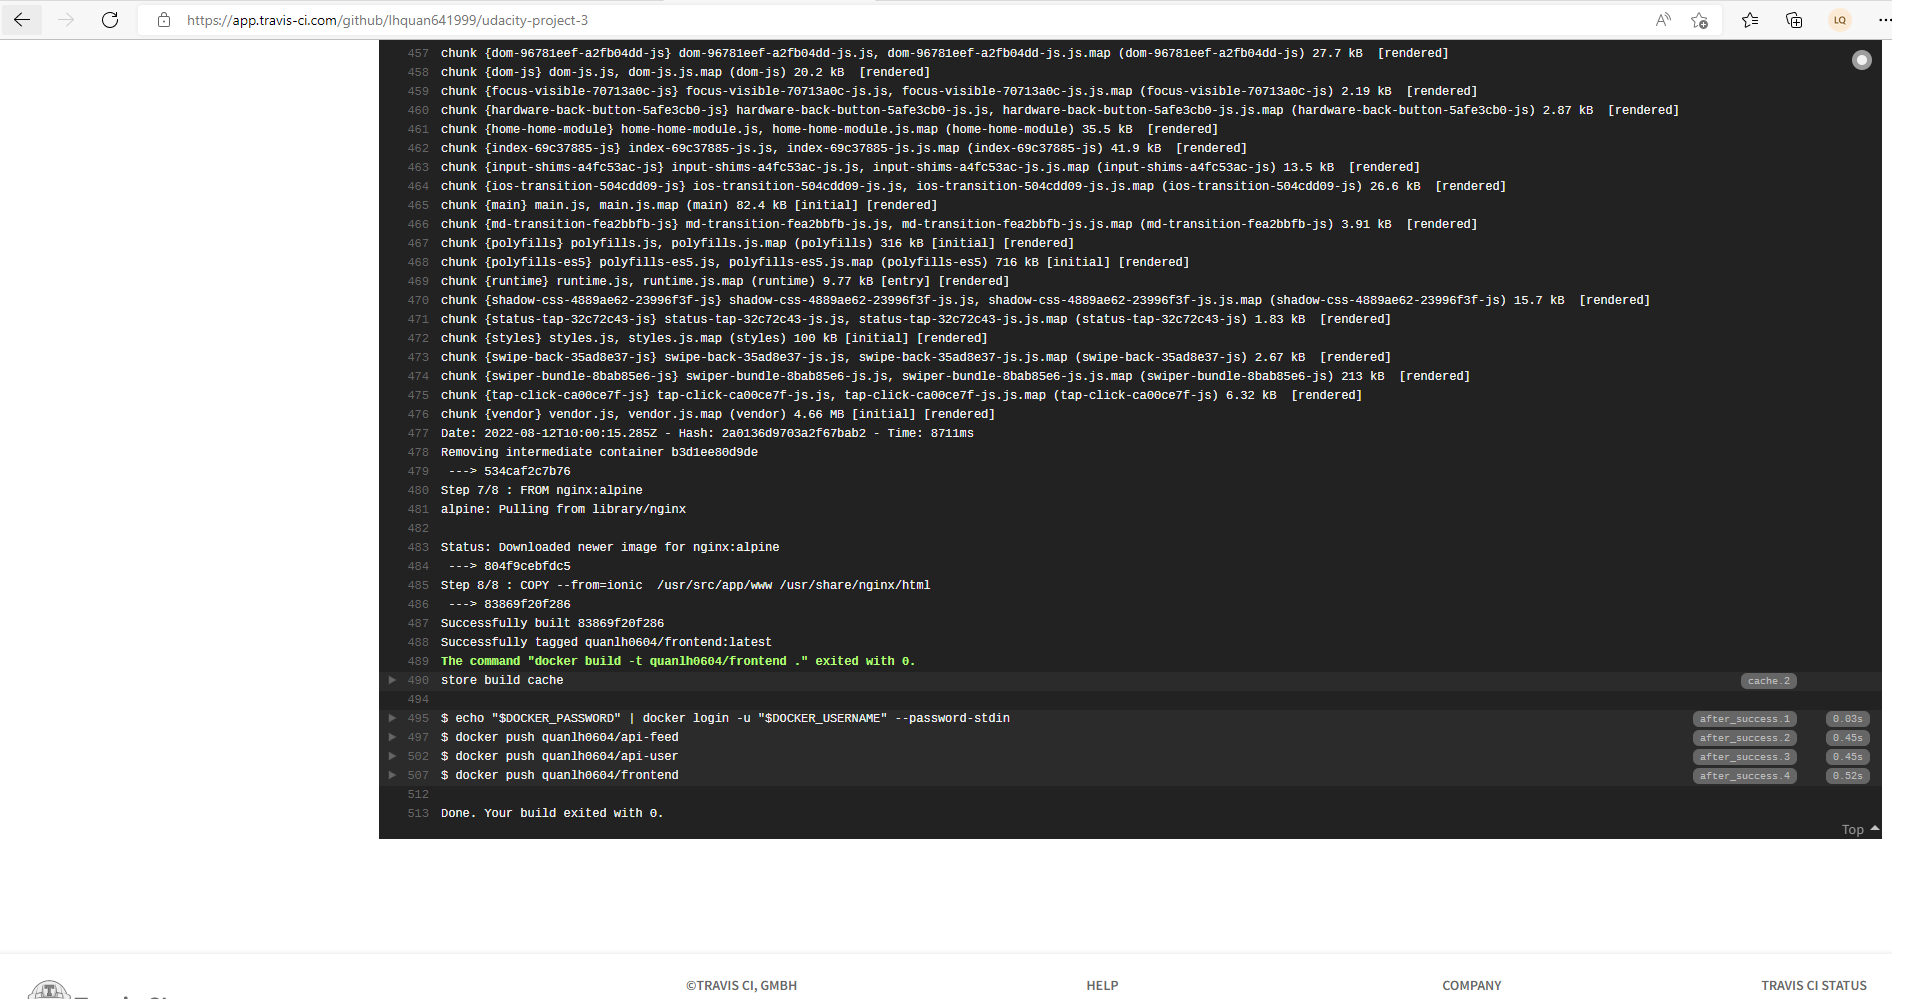 https://app.travis-ci.com/github/lhquan641999/udacity-project-3
LQ
457 chunk {dom-96781eef-a2fb04dd-js} dom-96781eef-a2fb04dd-js.js, dom-96781eef-a2fb04dd-js.js.map (dom-96781eef-a2fb04dd-js) 27.7 kB [rendered]
458 chunk {dom-js} dom-js.js, dom-js.js.map (dom-js) 20.2 kB [rendered]
459 chunk {focus-visible-70713a0c-js} focus-visible-70713a0c-js.js, focus-visible-70713a0c-js.js.map (focus-visible-70713a0c-js) 2.19 kB [rendered]
460 chunk {hardware-back-button-5afe3cb0-js} hardware-back-button-5afe3cb0-js.js, hardware-back-button-5afe3cb0-js.js.map (hardware-back-button-5afe3cb0-js) 2.87 kB [rendered]
461 chunk {home-home-module} home-home-module.js, home-home-module.js.map (home-home-module) 35.5 kB [rendered]
462 chunk {index-69c37885-js} index-69c37885-js.js, index-69c37885-js.js.map (index-69c37885-js) 41.9 kB [rendered]
463 chunk {input-shims-a4fc53ac-js} input-shims-a4fc53ac-js.js, input-shims-a4fc53ac-js.js.map (input-shims-a4fc53ac-js) 13.5 kB [rendered]
464 chunk {ios-transition-504cdd09-js} ios-transition-504cdd09-js.js, ios-transition-504cdd09-js.js.map (ios-transition-504cdd09-js) 26.6 kB [rendered]
465 chunk {main} main.js, main.js.map (main) 82.4 kB [initial] [rendered]
466 chunk {md-transition-fea2bbfb-js} md-transition-fea2bbfb-js.js, md-transition-fea2bbfb-js.js.map (md-transition-fea2bbfb-js) 3.91 kB [rendered]
467 chunk {polyfills} polyfills.js, polyfills.js.map (polyfills) 316 kB [initial] [rendered]
468 chunk {polyfills-es5} polyfills-es5.js, polyfills-es5.js.map (polyfills-es5) 716 kB [initial] [rendered]
469 chunk {runtime} runtime.js, runtime.js.map (runtime) 9.77 kB [entry] [rendered]
470 chunk {shadow-css-4889ae62-23996f3f-js} shadow-css-4889ae62-23996f3f-js.js, shadow-css-4889ae62-23996f3f-js.js.map (shadow-css-4889ae62-23996f3f-js) 15.7 kB [rendered]
471 chunk {status-tap-32c72c43-js} status-tap-32c72c43-js.js, status-tap-32c72c43-js.js.map (status-tap-32c72c43-js) 1.83 kB [rendered]
472 chunk {styles} styles.js, styles.js.map (styles) 100 kB [initial] [rendered]
473 chunk {swipe-back-35ad8e37-js} swipe-back-35ad8e37-js.js, swipe-back-35ad8e37-js.js.map (swipe-back-35ad8e37-js) 2.67 kB [rendered]
474 chunk {swiper-bundle-8bab85e6-js} swiper-bundle-8bab85e6-js.js, swiper-bundle-8bab85e6-js.js.map (swiper-bundle-8bab85e6-js) 213 kB [rendered]
475 chunk {tap-click-ca00ce7f-js} tap-click-ca00ce7f-js.js, tap-click-ca00ce7f-js.js.map (tap-click-ca00ce7f-js) 6.32 kB [rendered]
476 chunk {vendor} vendor.js, vendor.js.map (vendor) 4.66 MB [initial] [rendered]
477 Date: 2022-08-12T10:00:15.285Z - Hash: 2a0136d9703a2f67bab2 - Time: 8711ms
478 Removing intermediate container b3d1ee80d9de
479 ---> 534caf2c7b76
480 Step 7/8 : FROM nginx:alpine
481 alpine: Pulling from library/nginx
482
483 Status: Downloaded newer image for nginx:alpine
484 ---> 804f9cebfdc5
485 Step 8/8 : COPY --from=ionic /usr/src/app/www /usr/share/nginx/html
486 ---> 83869f20f286
487 Successfully built 83869f20f286
488 Successfully tagged quanlh0604/frontend:latest
489 The command "docker build -t quanlh0604/frontend ." exited with 0.
490 store build cache cache.2
494
495 $ echo "$DOCKER_PASSWORD" | docker login -u "$DOCKER_USERNAME" --password-stdin after_success.1 0.03s
497 $ docker push quanlh0604/api-feed after_success.2 0.45s
502 $ docker push quanlh0604/api-user after_success.3 0.45s
507 $ docker push quanlh0604/frontend after_success.4 0.52s
512
513 Done. Your build exited with 0.
Top
©TRAVIS CI, GMBH HELP COMPANY TRAVIS CI STATUS